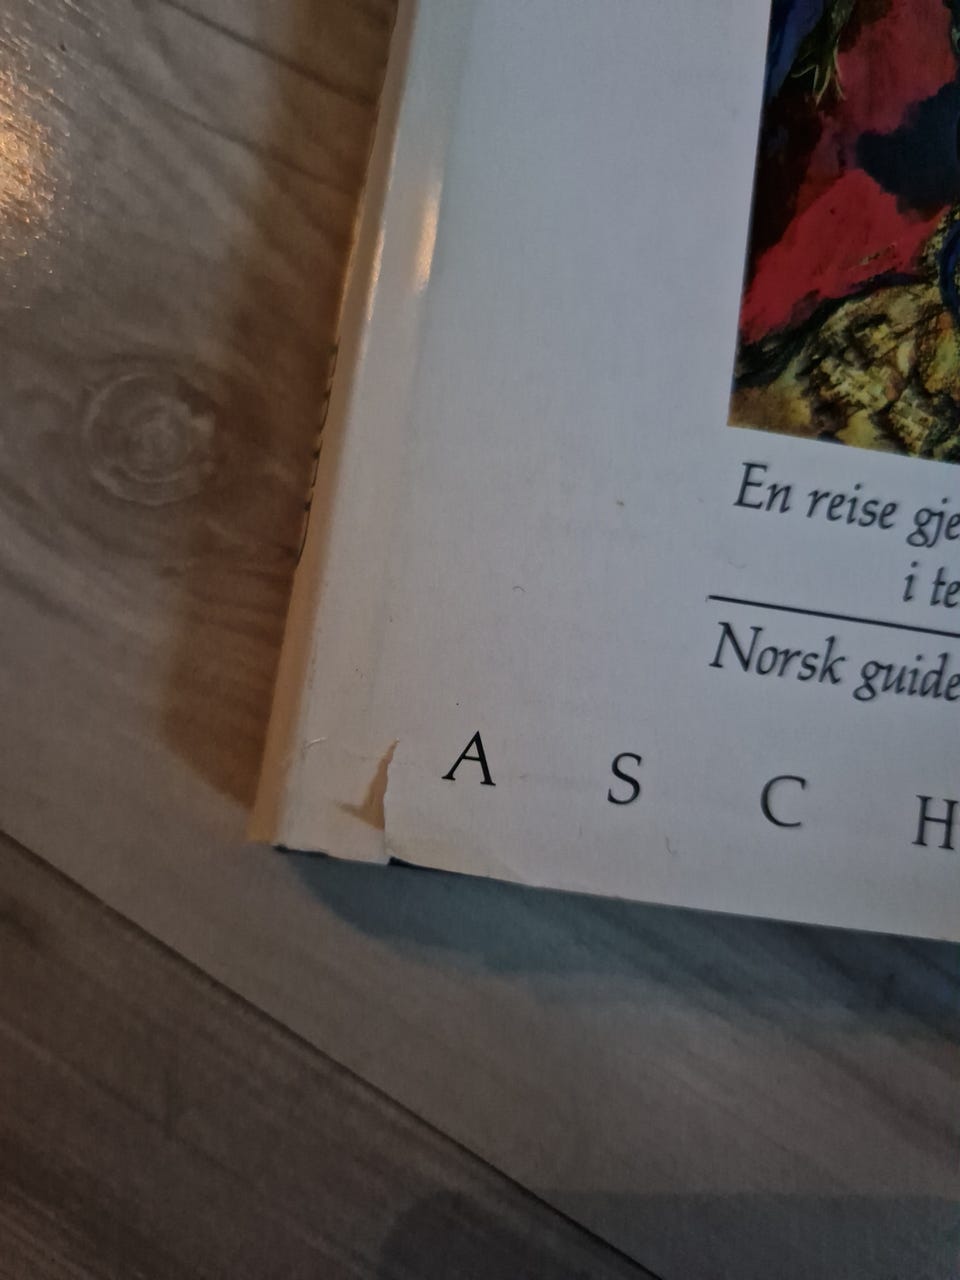 En reise gje
i te
Norsk guide
A S C H